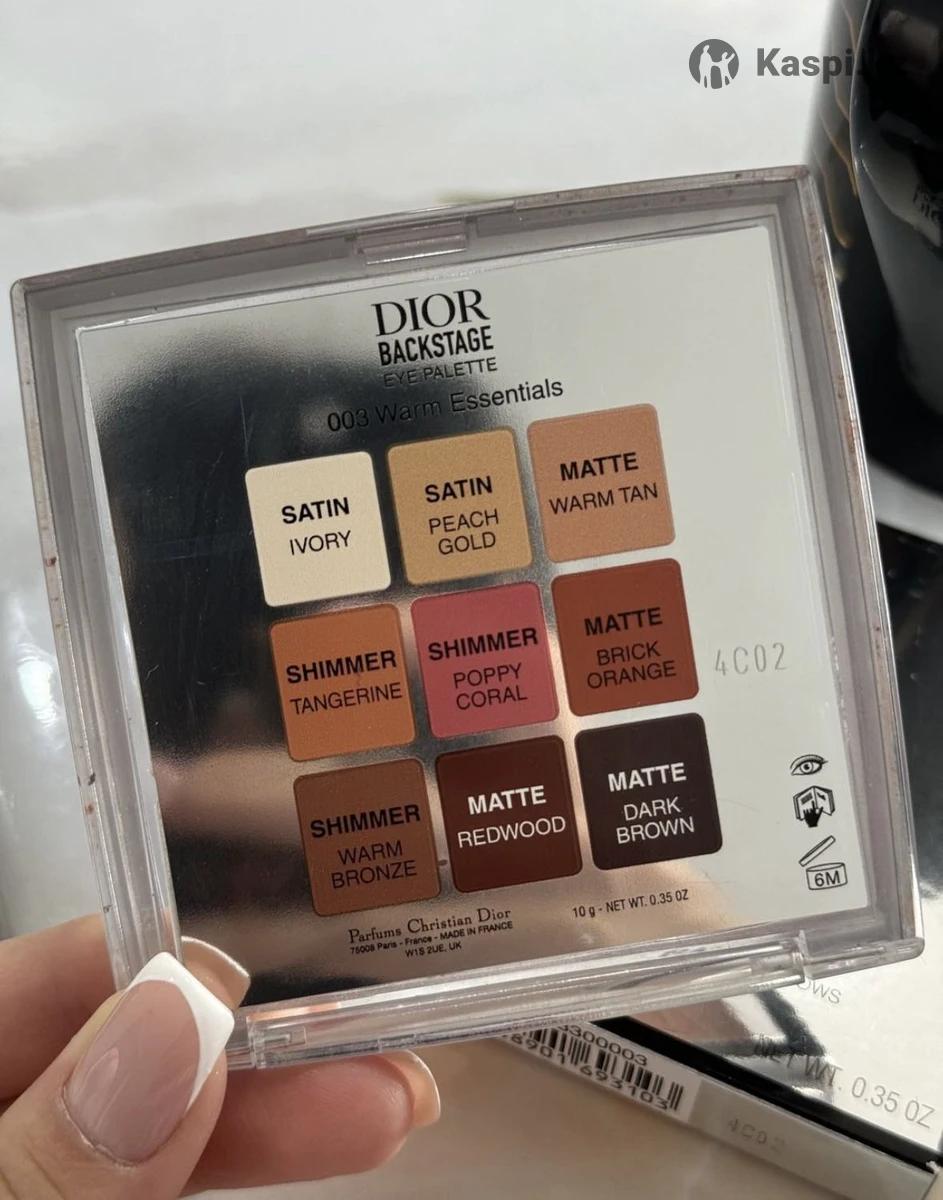 Kaspi
DIOR
BACKSTAGE
EYE PALETTE
003 Warm Essentials
SATIN
IVORY
SATIN
PEACH
GOLD
MATTE
WARM TAN
SHIMMER
TANGERINE
SHIMMER
POPPY
CORAL
MATTE
BRICK
ORANGE
4C02
SHIMMER
WARM
BRONZE
MATTE
REDWOOD
MATTE
DARK
BROWN
6M
Parfums Christian Dior
75008 Paris - France - MADE IN FRANCE
W1S 2UE, UK
10 g - NET WT. 0.35 OZ
NET WT. 0.35 OZ
4C02